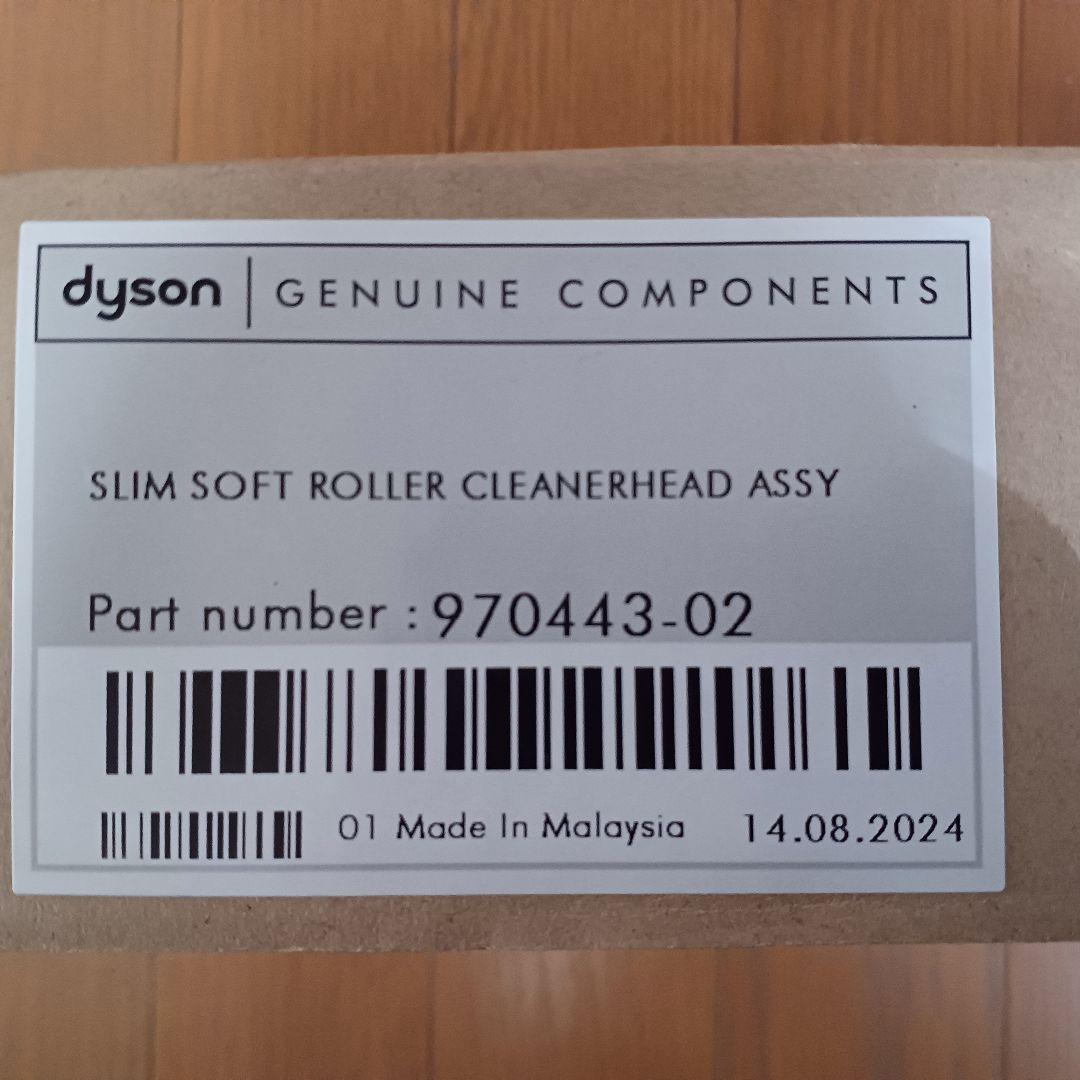 dyson | GENUINE COMPONENTS
SLIM SOFT ROLLER CLEANERHEAD ASSY
Part number : 970443-02
01 Made In Malaysia 14.08.2024